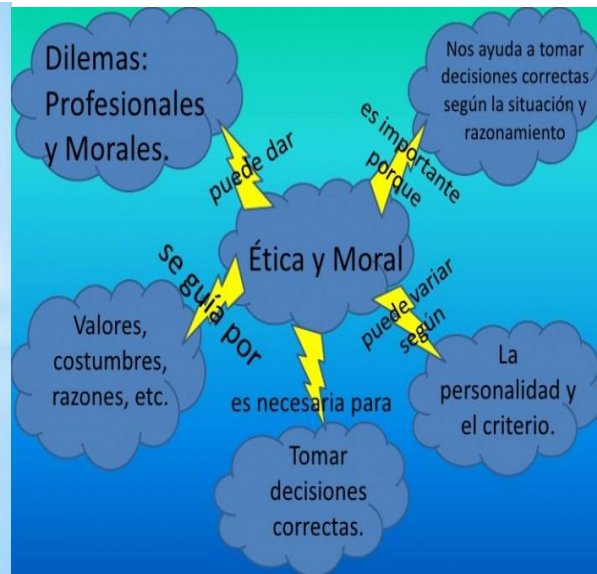 Dilemas:
Profesionales
y Morales.
Nos ayuda a tomar
decisiones correctas
según la situación y
razonamiento
puede dar
es importante
porque
Ética y Moral
se guía por
puede variar
según
Valores,
costumbres,
razones, etc.
La
personalidad y
el criterio.
es necesaria para
Tomar
decisiones
correctas.